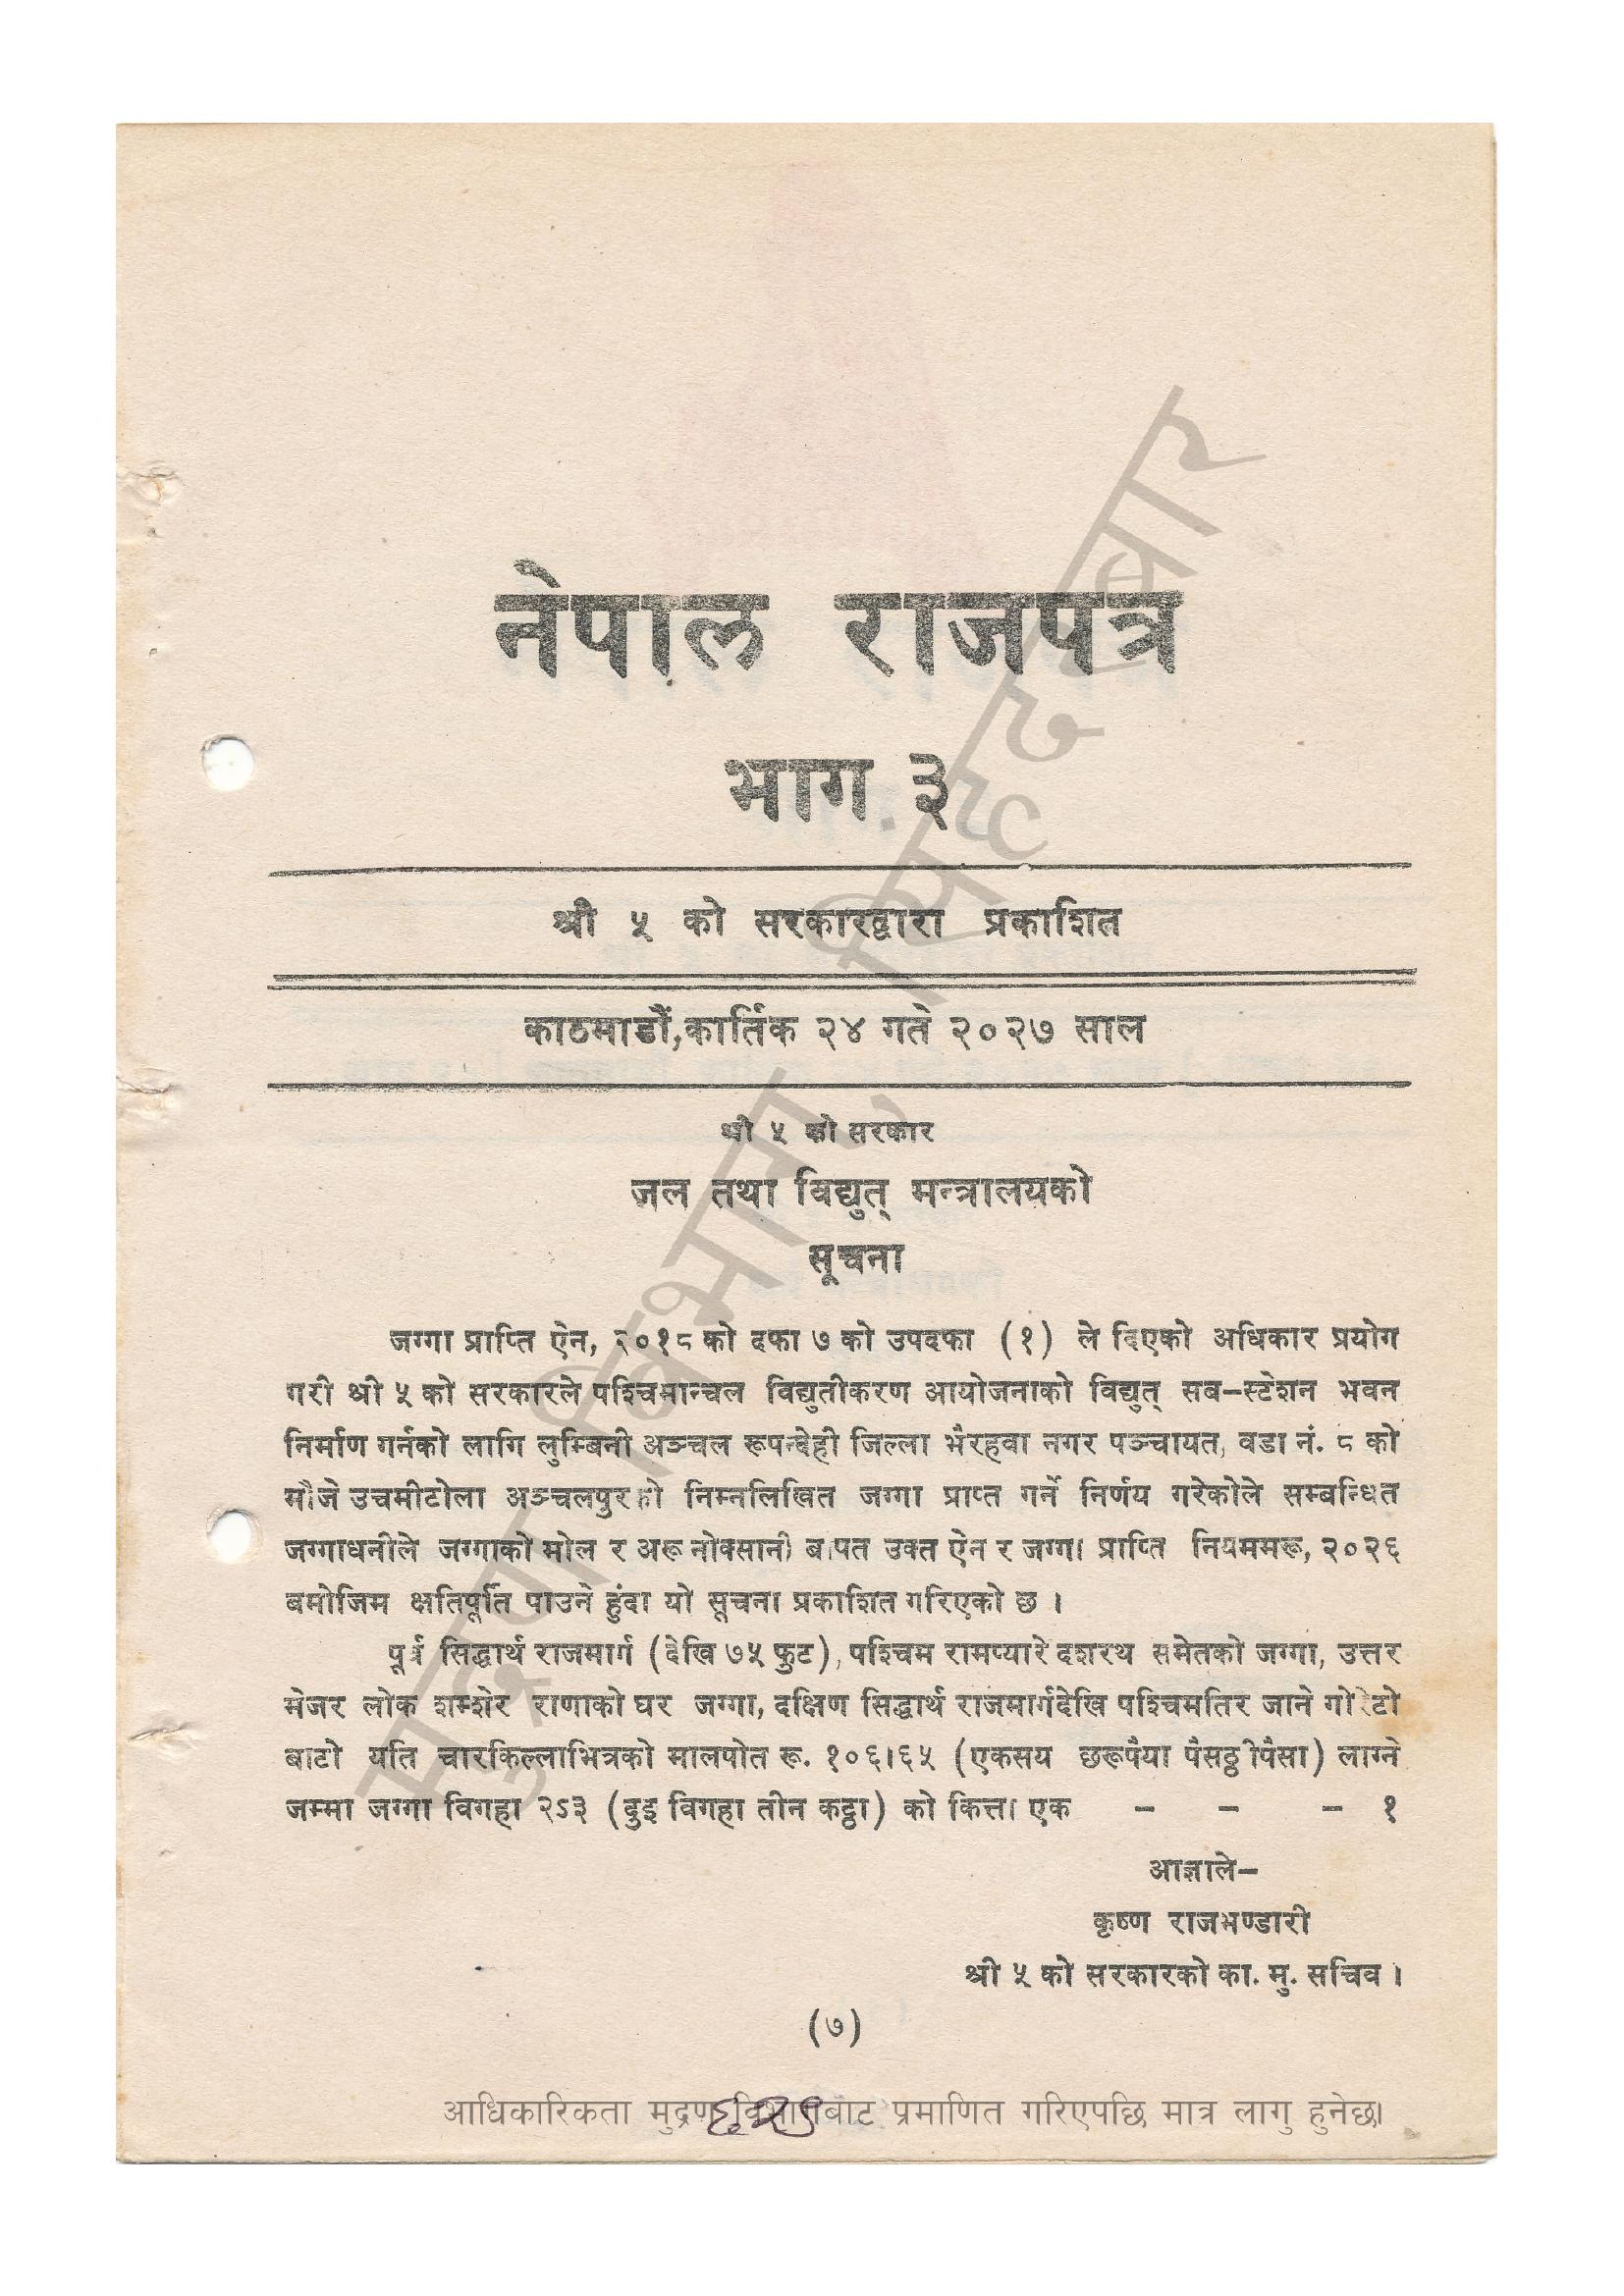 नेपाल राजपत्र
भाग ३
श्री ५ को सरकारद्वारा प्रकाशित
काठमाडौं,कार्तिक २४ गते २०२७ साल
श्री ५ को सरकार
जल तथा विद्युत् मन्त्रालयको
सूचना
जग्गा प्राप्ति ऐन, २०१८ को दफा ७ को उपदफा (१) ले दिएको अधिकार प्रयोग
गरी श्री ५ को सरकारले पश्चिमान्चल विद्युतीकरण आयोजनाको विद्युत् सब-स्टेशन भवन
निर्माण गर्नको लागि लुम्बिनी अञ्चल रूपन्देही जिल्ला भैरहवा नगर पञ्चायत, वडा नं. ८ को
मौजे उचमीटोला अञ्चलपुरको निम्नलिखित जग्गा प्राप्त गर्ने निर्णय गरेकोले सम्बन्धित
जग्गाधनीले जग्गाको मोल र अरू नोक्सानी बापत उक्त ऐन र जग्गा प्राप्ति नियममरू, २०२६
बमोजिम क्षतिपूर्ति पाउने हुंदा यो सूचना प्रकाशित गरिएको छ ।
पूर्व सिद्धार्थ राजमार्ग (देखि ७५ फुट), पश्चिम रामप्यारे दशरथ समेतको जग्गा, उत्तर
मेजर लोक शम्शेर राणाको घर जग्गा, दक्षिण सिद्धार्थ राजमार्गदेखि पश्चिमतिर जाने गोरेटो
बाटो यति चारकिल्लाभित्रको मालपोत रू. १०६।६५ (एकसय छरूपैया पैसठ्ठीपैसा) लाग्ने
जम्मा जग्गा विगहा २ऽ३ (दुइ विगहा तीन कट्ठा) को कित्ता एक - - - १
आज्ञाले-
कृष्ण राजभण्डारी
श्री ५ को सरकारको का. मु. सचिव ।
(७)
आधिकारिकता मुद्रण विभागबाट प्रमाणित गरिएपछि मात्र लागु हुनेछ।
६२९
मुद्रण विभाग, सिंहदरबार